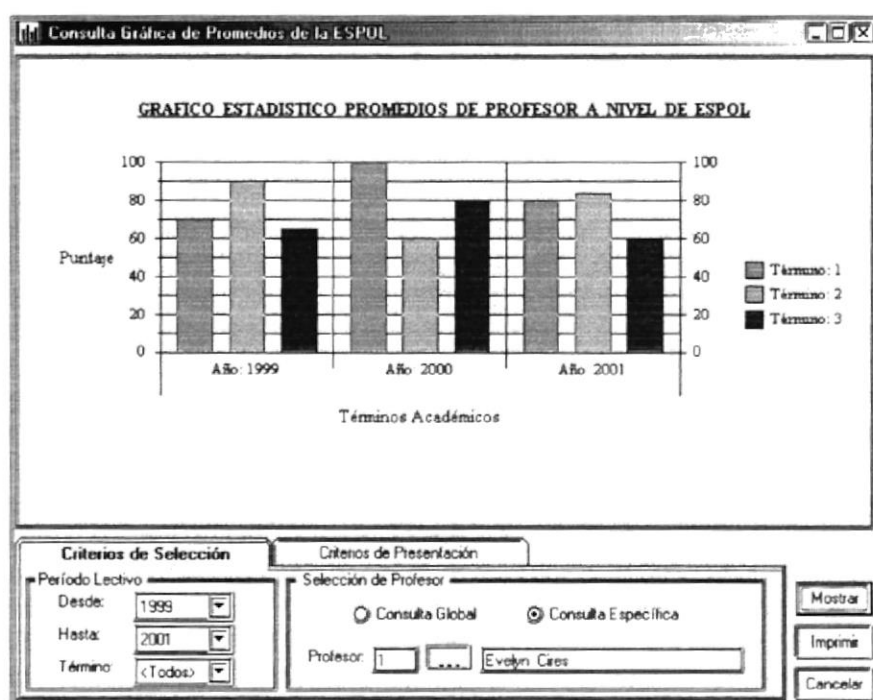 Consulta Gráfica de Promedios de la ESPOL
GRAFICO ESTADISTICO PROMEDIOS DE PROFESOR A NIVEL DE ESPOL
100 100
80 80
Puntaje 60 60
40 40
20 20
0 0
Término: 1
Término: 2
Término: 3
Año: 1999 Año 2000 Año 2001
Términos Académicos
Criterios de Selección Criterios de Presentación
Período Lectivo Selección de Profesor
Desde: 1999 Consulta Global Consulta Específica Mostrar
Hasta: 2001 Imprimir
Término: <Todos> Profesor: 1 ... Evelyn Cires
Cancelar